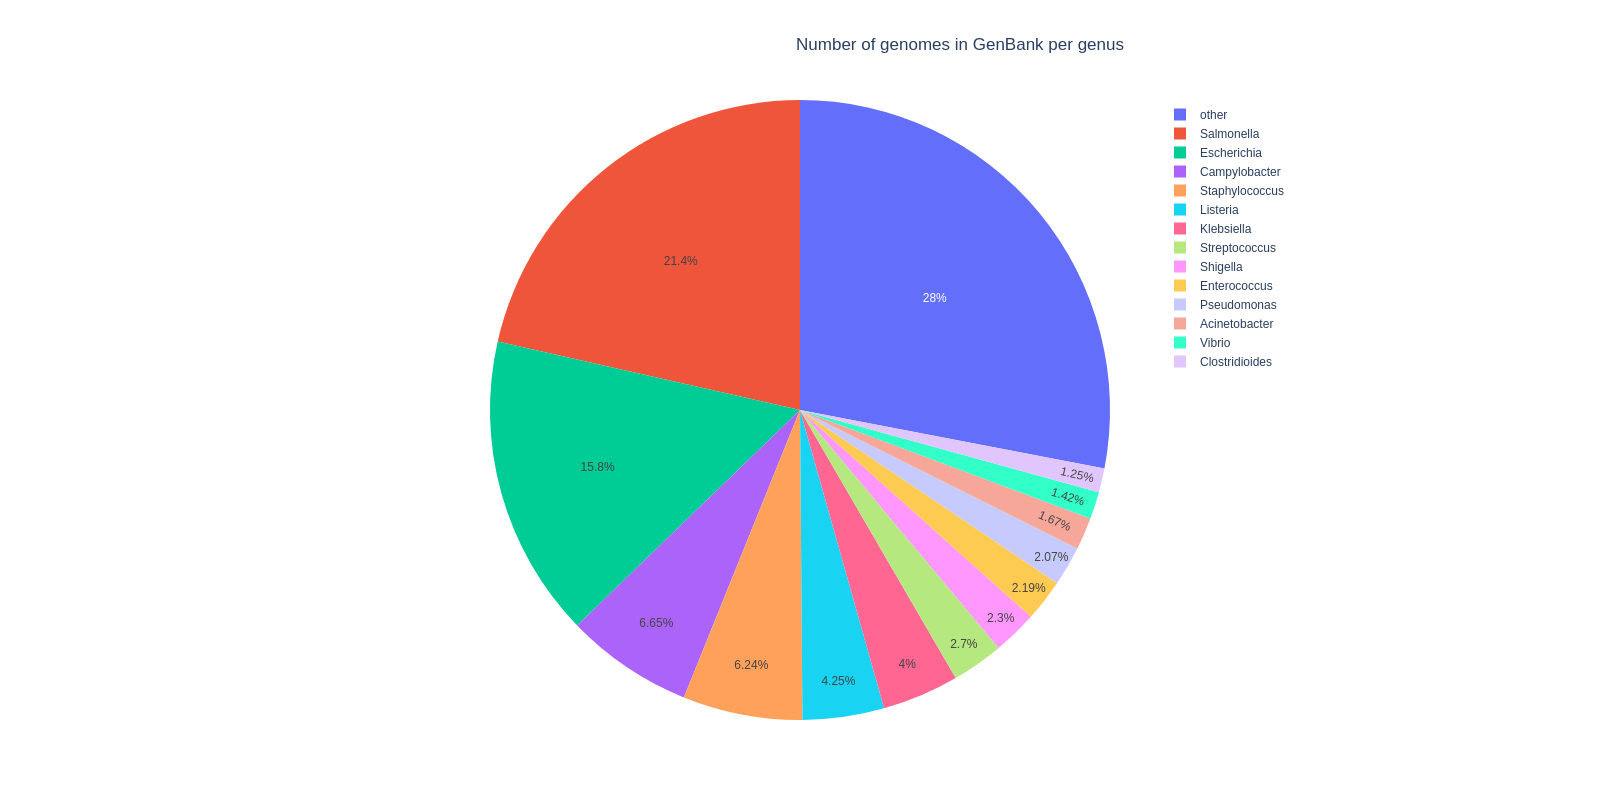 Number of genomes in GenBank per genus
other
Salmonella
Escherichia
Campylobacter
Staphylococcus
Listeria
Klebsiella
Streptococcus
Shigella
Enterococcus
Pseudomonas
Acinetobacter
Vibrio
Clostridioides
28%
21.4%
15.8%
6.65%
6.24%
4.25%
4%
2.7%
2.3%
2.19%
2.07%
1.67%
1.42%
1.25%